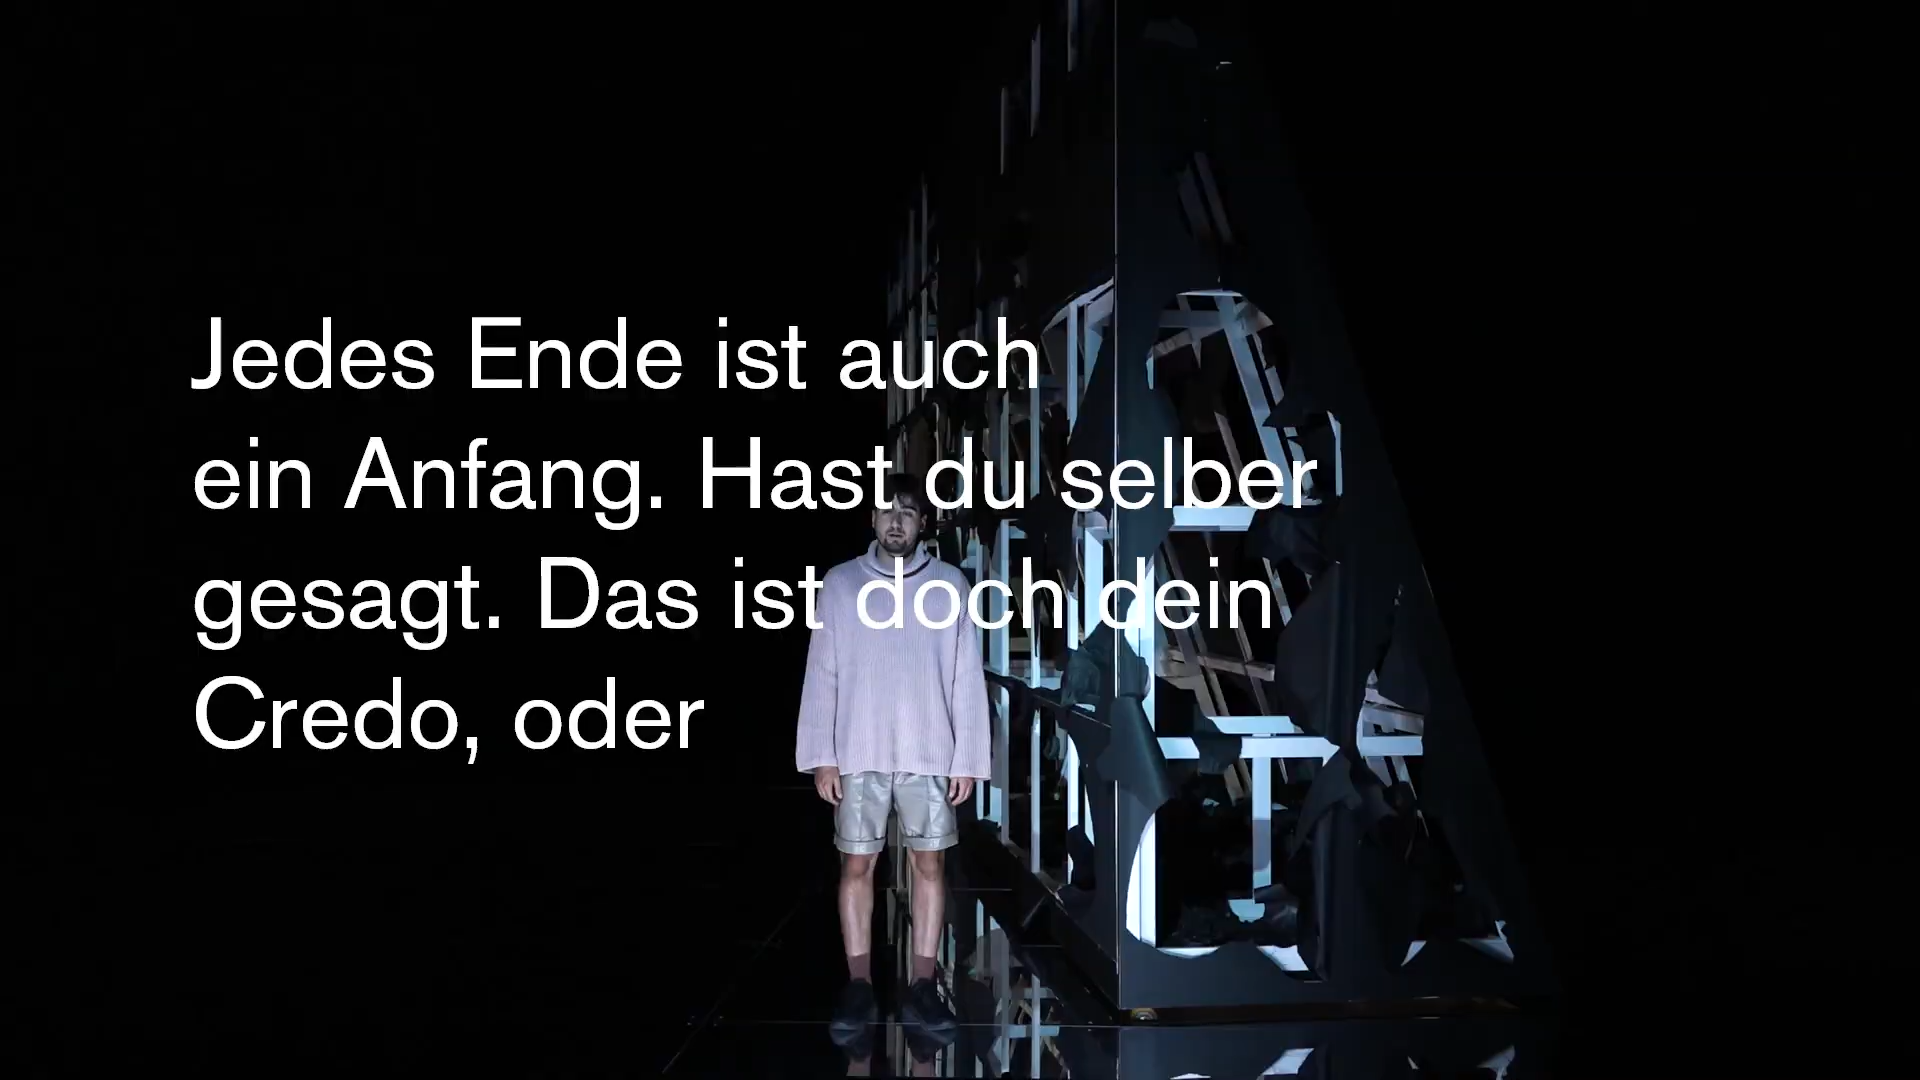 Jedes Ende ist auch
ein Anfang. Hast du selber
gesagt. Das ist doch dein
Credo, oder